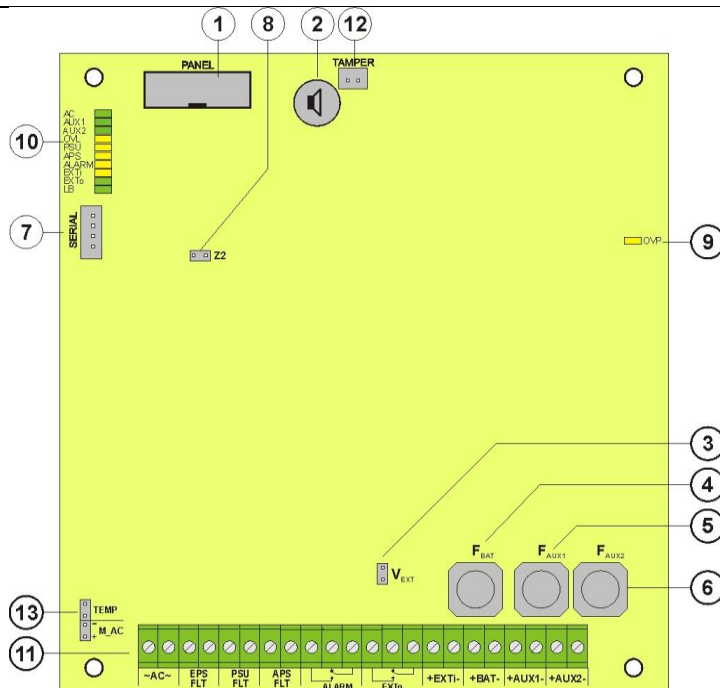 1 8 2 12
PANEL
TAMPER
AC
AUX1
AUX2
OVL
PSU
APS
ALARM
EXTi
EXTo
LB
10
7
SERIAL
Z2
OVP
9
3
4
5
6
FBAT FAUX1 FAUX2
VEXT
13
TEMP
- M_AC
+
11
~AC~ EPS FLT PSU FLT APS FLT ALARM EXTo +EXTi- +BAT- +AUX1- +AUX2-